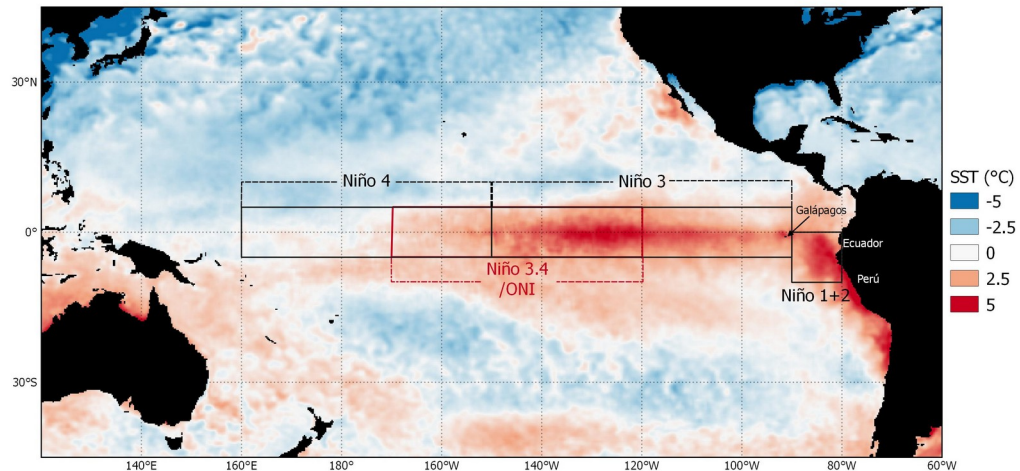 30°N
0°
30°S
140°E
160°E
180°W
160°W
140°W
120°W
100°W
80°W
60°W
Niño 4
Niño 3
Galápagos
Ecuador
Niño 3.4
/ONI
Perú
Niño 1+2
SST (°C)
-5
-2.5
0
2.5
5